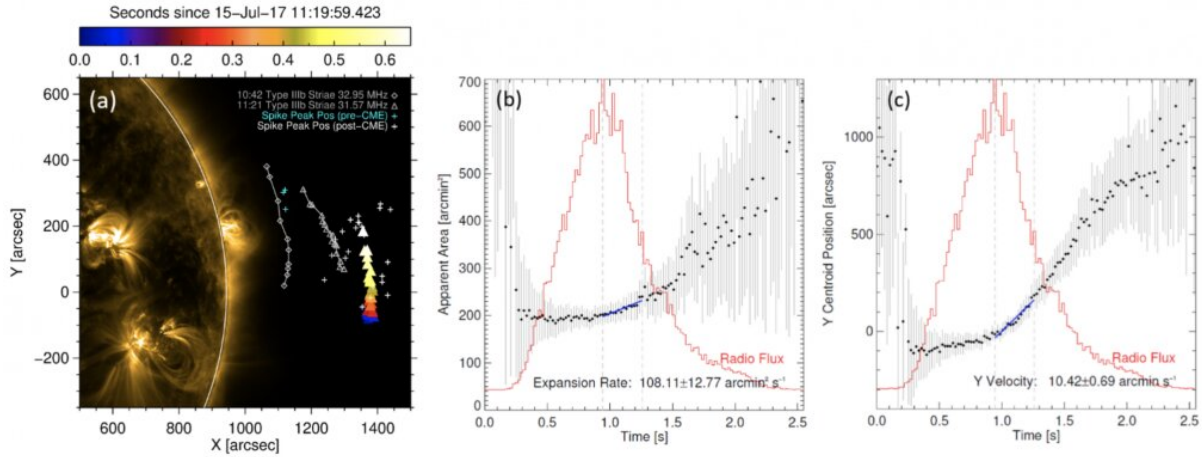 Seconds since 15-Jul-17 11:19:59.423
0.0 0.1 0.2 0.3 0.4 0.5 0.6
(a)
10:42 Type IIIb Striae 32.95 MHz
11:21 Type IIIb Striae 31.57 MHz
Spike Peak Pos (pre-CME) +
Spike Peak Pos (post-CME) +
600
400
200
0
-200
Y [arcsec]
600 800 1000 1200 1400
X [arcsec]
(b)
700
600
500
400
300
200
100
0
Apparent Area [arcmin²]
Radio Flux
Expansion Rate: 108.11±12.77 arcmin² s⁻¹
0.0 0.5 1.0 1.5 2.0 2.5
Time [s]
(c)
1000
500
0
Y Centroid Position [arcsec]
Radio Flux
Y Velocity: 10.42±0.69 arcmin s⁻¹
0.0 0.5 1.0 1.5 2.0 2.5
Time [s]